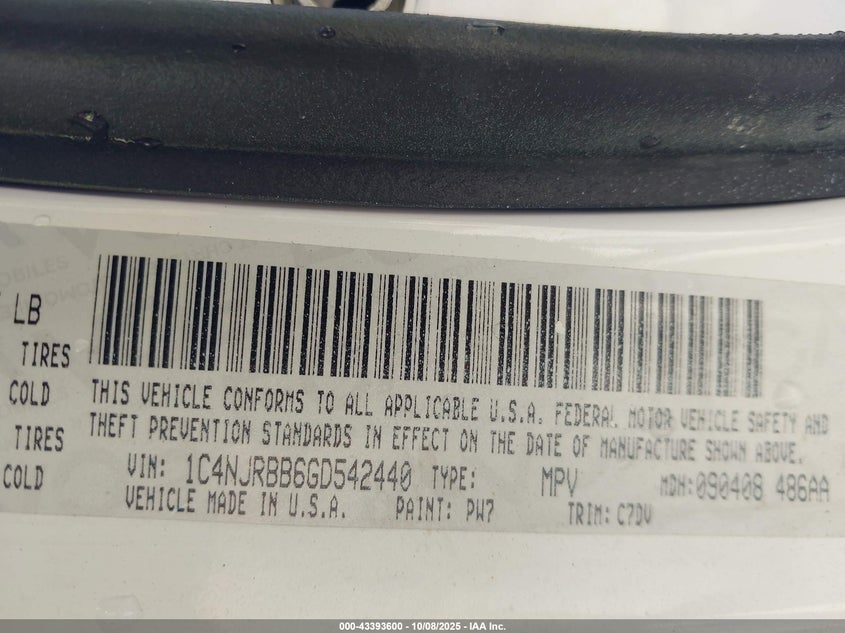 LB
TIRES
COLD
TIRES
COLD
THIS VEHICLE CONFORMS TO ALL APPLICABLE U.S.A. FEDERAL MOTOR VEHICLE SAFETY AND
THEFT PREVENTION STANDARDS IN EFFECT ON THE DATE OF MANUFACTURE SHOWN ABOVE.
VIN: 1C4NJRBB6GD542440 TYPE: MPV MDH:090408 486AA
VEHICLE MADE IN U.S.A. PAINT: PW7 TRIM: C7DV
000-43393600 - 10/08/2025 - IAA Inc.